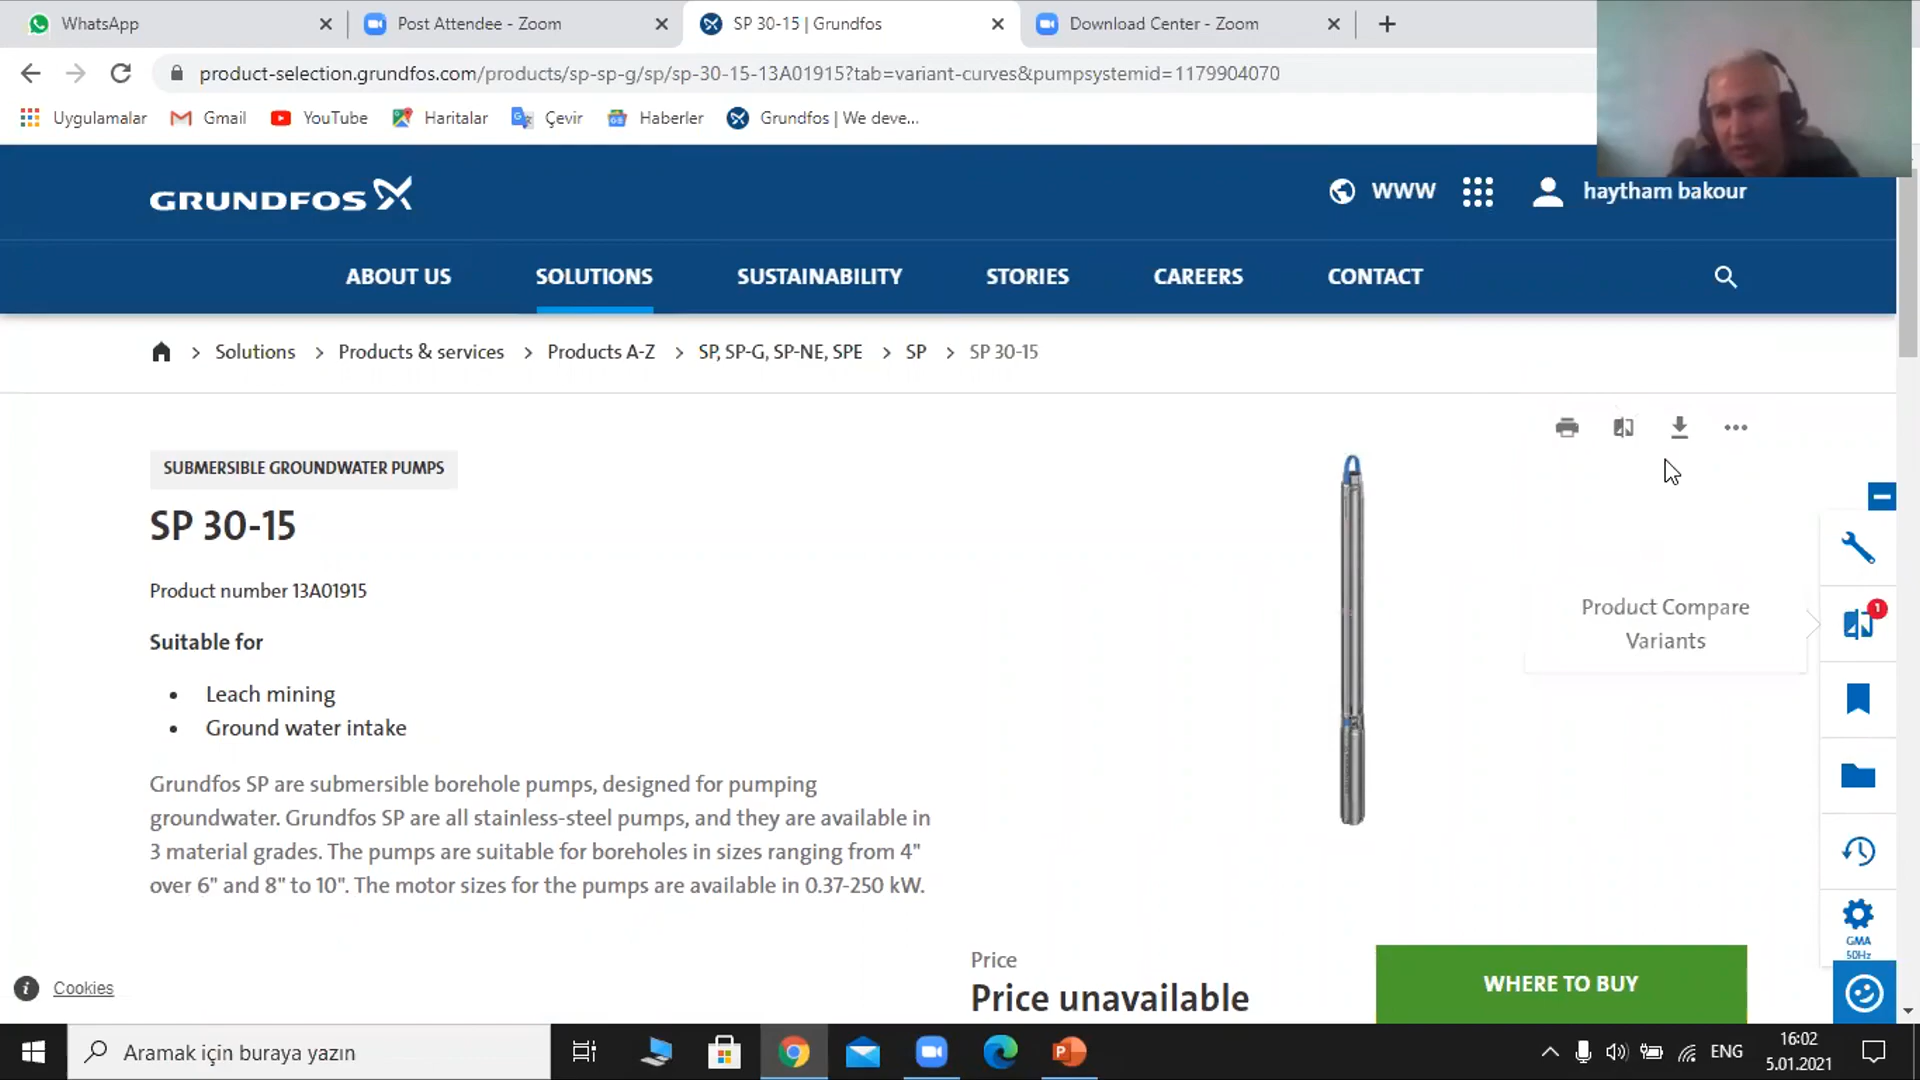 WhatsApp
Post Attendee - Zoom
SP 30-15 | Grundfos
Download Center - Zoom
product-selection.grundfos.com/products/sp-sp-g/sp/sp-30-15-13A01915?tab=variant-curves&pumpsystemid=1179904070
Uygulamalar
Gmail
YouTube
Haritalar
Çevir
Haberler
Grundfos | We deve...
GRUNDFOS
WWW
haytham bakour
ABOUT US
SOLUTIONS
SUSTAINABILITY
STORIES
CAREERS
CONTACT
Solutions > Products & services > Products A-Z > SP, SP-G, SP-NE, SPE > SP > SP 30-15
SUBMERSIBLE GROUNDWATER PUMPS
SP 30-15
Product number 13A01915
Suitable for
• Leach mining
• Ground water intake
Grundfos SP are submersible borehole pumps, designed for pumping
groundwater. Grundfos SP are all stainless-steel pumps, and they are available in
3 material grades. The pumps are suitable for boreholes in sizes ranging from 4"
over 6" and 8" to 10". The motor sizes for the pumps are available in 0.37-250 kW.
Product Compare
Variants
1
GMA
50Hz
Price
Price unavailable
WHERE TO BUY
Cookies
Aramak için buraya yazın
ENG
16:02
5.01.2021